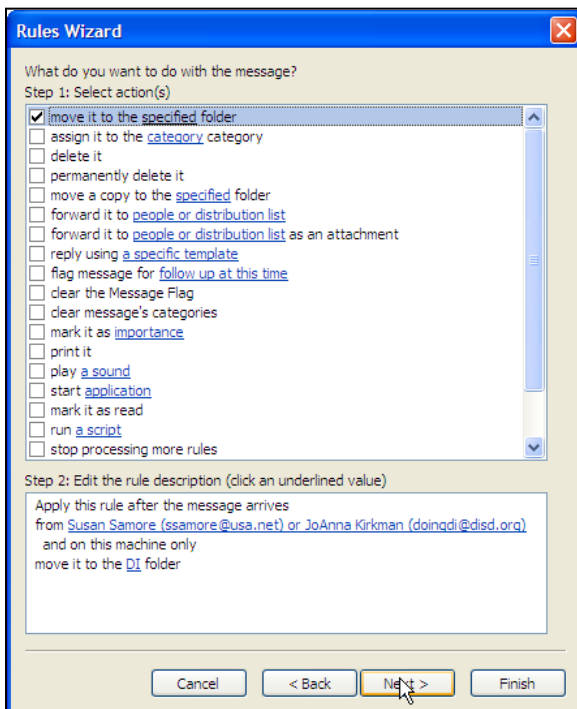 Rules Wizard
What do you want to do with the message?
Step 1: Select action(s)
move it to the specified folder
assign it to the category category
delete it
permanently delete it
move a copy to the specified folder
forward it to people or distribution list
forward it to people or distribution list as an attachment
reply using a specific template
flag message for follow up at this time
clear the Message Flag
clear message's categories
mark it as importance
print it
play a sound
start application
mark it as read
run a script
stop processing more rules
Step 2: Edit the rule description (click an underlined value)
Apply this rule after the message arrives
from Susan Samore (ssamore@usa.net) or JoAnna Kirkman (doingdi@disd.org)
and on this machine only
move it to the DI folder
Cancel < Back Next > Finish